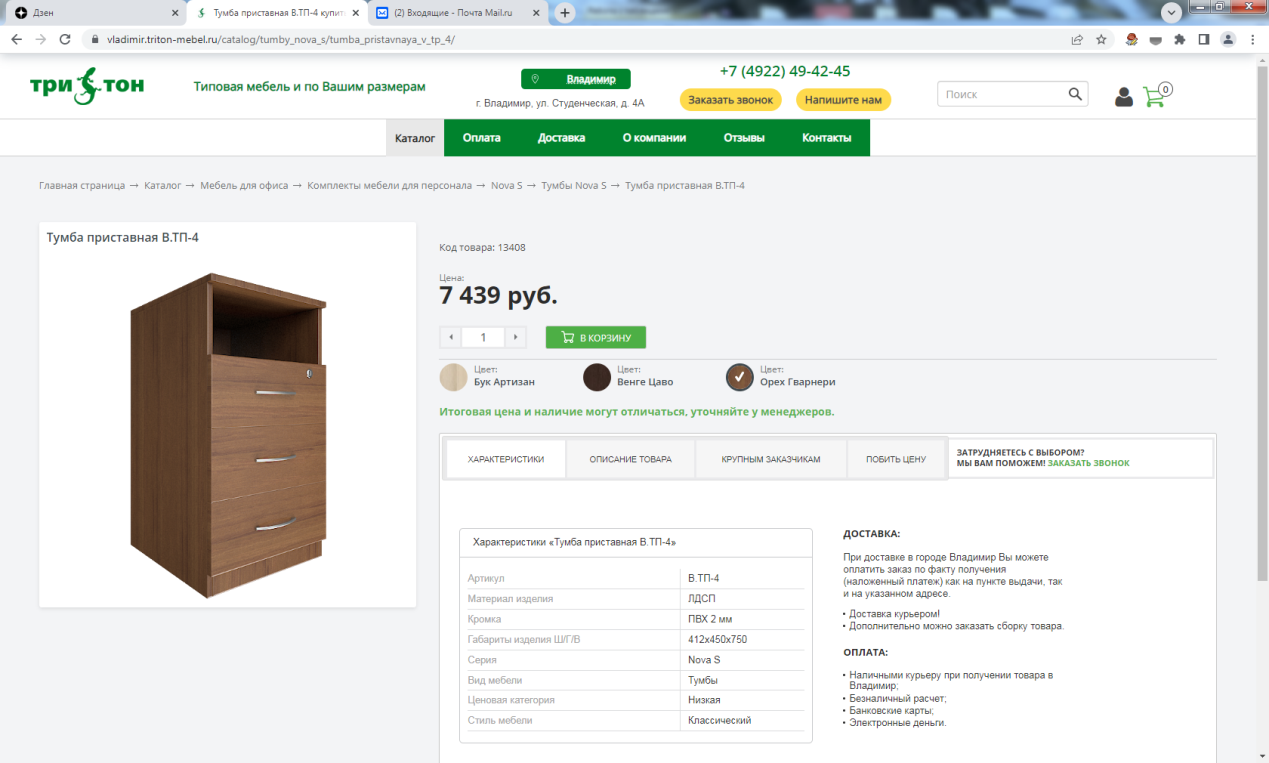 Дзен
Тумба приставная В.ТП-4 купить
(2) Входящие - Почта Mail.ru
vladimir.triton-mebel.ru/catalog/tumby_nova_s/tumba_pristavnaya_v_tp_4/
ТРИ ТОН
Типовая мебель и по Вашим размерам
Владимир
г. Владимир, ул. Студенческая, д. 4А
+7 (4922) 49-42-45
Заказать звонок
Напишите нам
Поиск
0
Каталог
Оплата
Доставка
О компании
Отзывы
Контакты
Главная страница → Каталог → Мебель для офиса → Комплекты мебели для персонала → Nova S → Тумбы Nova S → Тумба приставная В.ТП-4
Тумба приставная В.ТП-4
Код товара: 13408
Цена:
7 439 руб.
1
В КОРЗИНУ
Цвет:
Бук Артизан
Цвет:
Венге Цаво
Цвет:
Орех Гварнери
Итоговая цена и наличие могут отличаться, уточняйте у менеджеров.
ХАРАКТЕРИСТИКИ
ОПИСАНИЕ ТОВАРА
КРУПНЫМ ЗАКАЗЧИКАМ
ПОБИТЬ ЦЕНУ
ЗАТРУДНЯЕТЕСЬ С ВЫБОРОМ?
МЫ ВАМ ПОМОЖЕМ! ЗАКАЗАТЬ ЗВОНОК
Характеристики «Тумба приставная В.ТП-4»
Артикул В.ТП-4
Материал изделия ЛДСП
Кромка ПВХ 2 мм
Габариты изделия Ш/Г/В 412х450х750
Серия Nova S
Вид мебели Тумбы
Ценовая категория Низкая
Стиль мебели Классический
ДОСТАВКА:
При доставке в городе Владимир Вы можете
оплатить заказ по факту получения
(наложенный платеж) как на пункте выдачи, так
и на указанном адресе.
• Доставка курьером!
• Дополнительно можно заказать сборку товара.
ОПЛАТА:
• Наличными курьеру при получении товара в
Владимир;
• Безналичный расчет;
• Банковские карты;
• Электронные деньги.